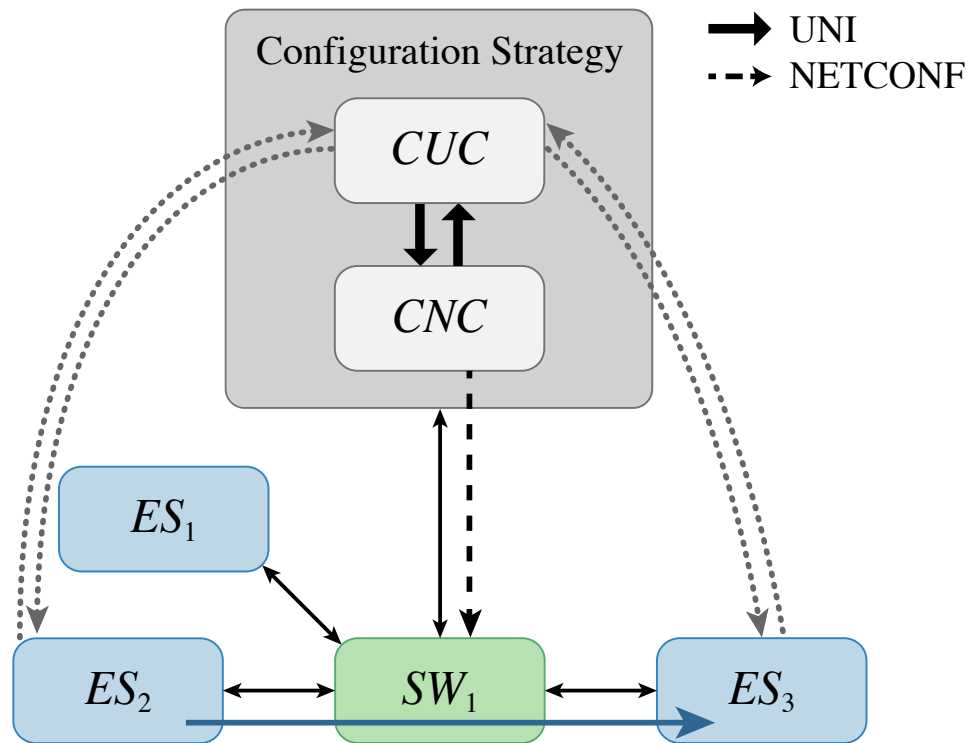 UNI
Configuration Strategy
NETCONF
CUC
CNC
ES₁
ES₂
SW₁
ES₃